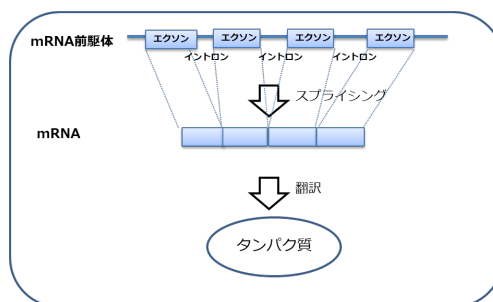 mRNA前駆体
エクソン エクソン エクソン エクソン
イントロン イントロン イントロン
スプライシング
mRNA
翻訳
タンパク質